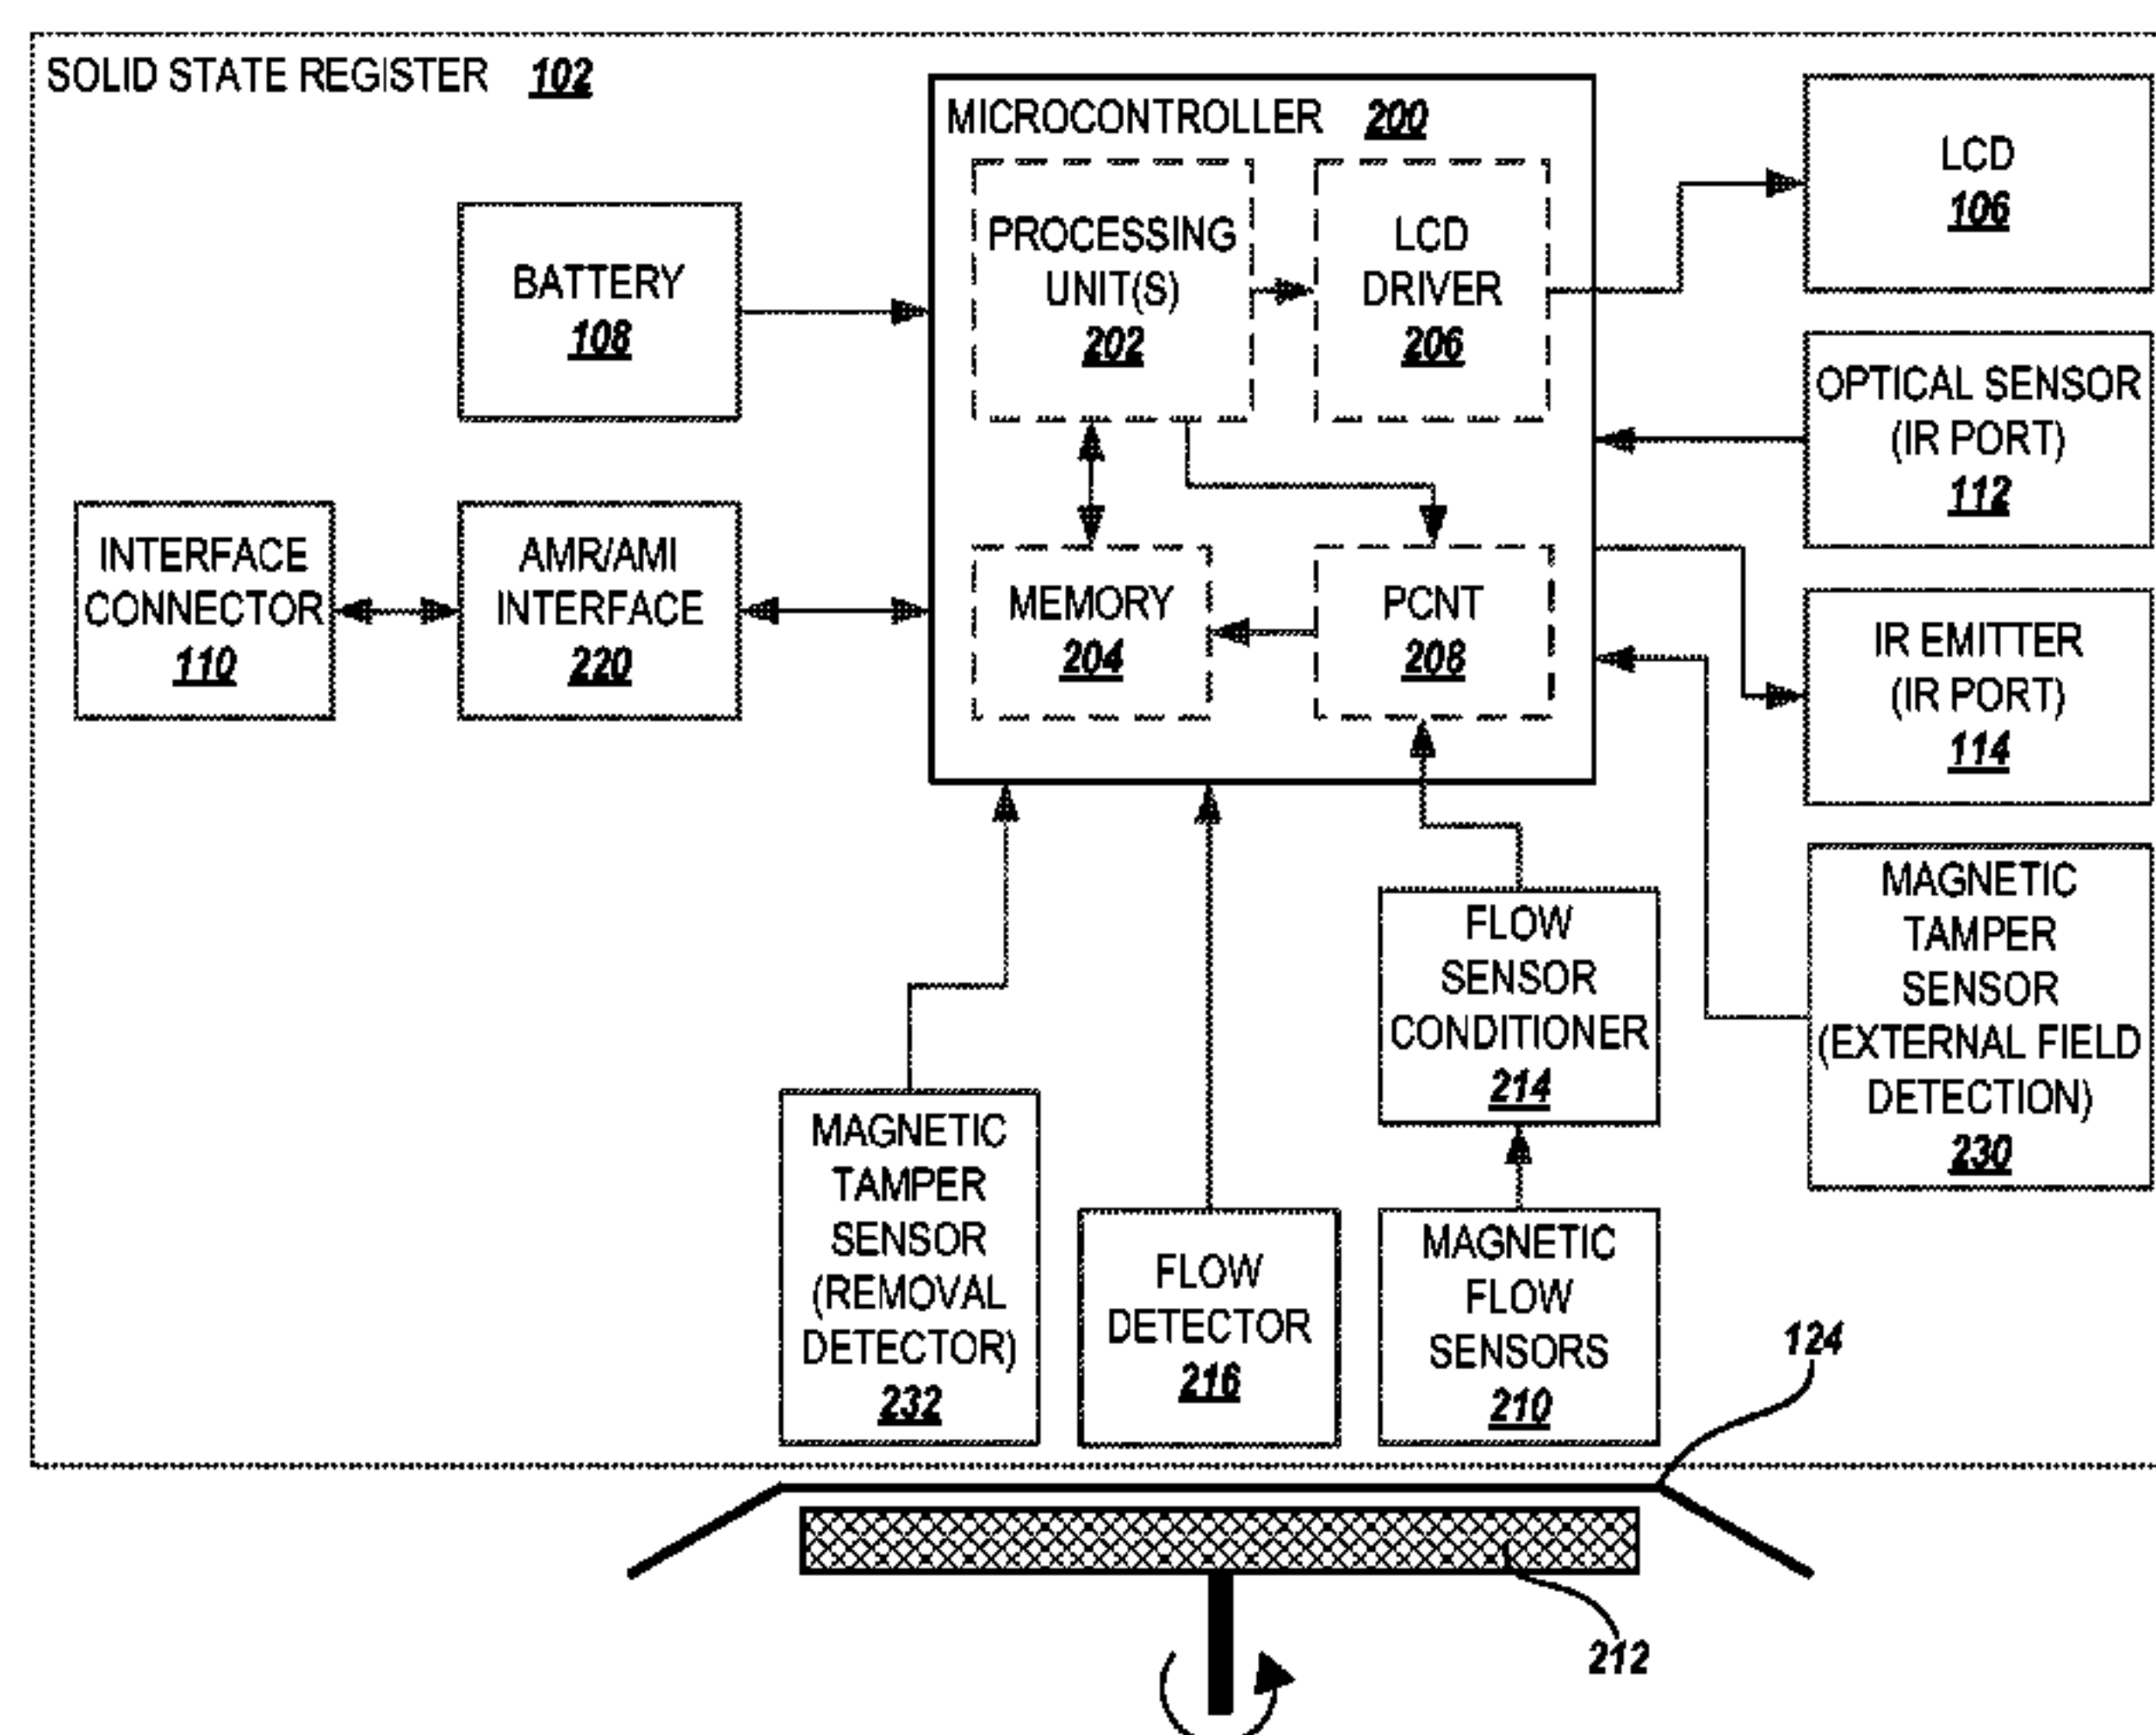 SOLID STATE REGISTER 102
MICROCONTROLLER 200
PROCESSING
UNIT(S)
202
LCD
DRIVER
206
LCD
106
BATTERY
108
OPTICAL SENSOR
(IR PORT)
112
INTERFACE
CONNECTOR
110
AMR/AMI
INTERFACE
220
MEMORY
204
PCNT
208
IR EMITTER
(IR PORT)
114
FLOW
SENSOR
CONDITIONER
214
MAGNETIC
TAMPER
SENSOR
(EXTERNAL FIELD
DETECTION)
230
MAGNETIC
TAMPER
SENSOR
(REMOVAL
DETECTOR)
232
FLOW
DETECTOR
216
MAGNETIC
FLOW
SENSORS
210
124
212